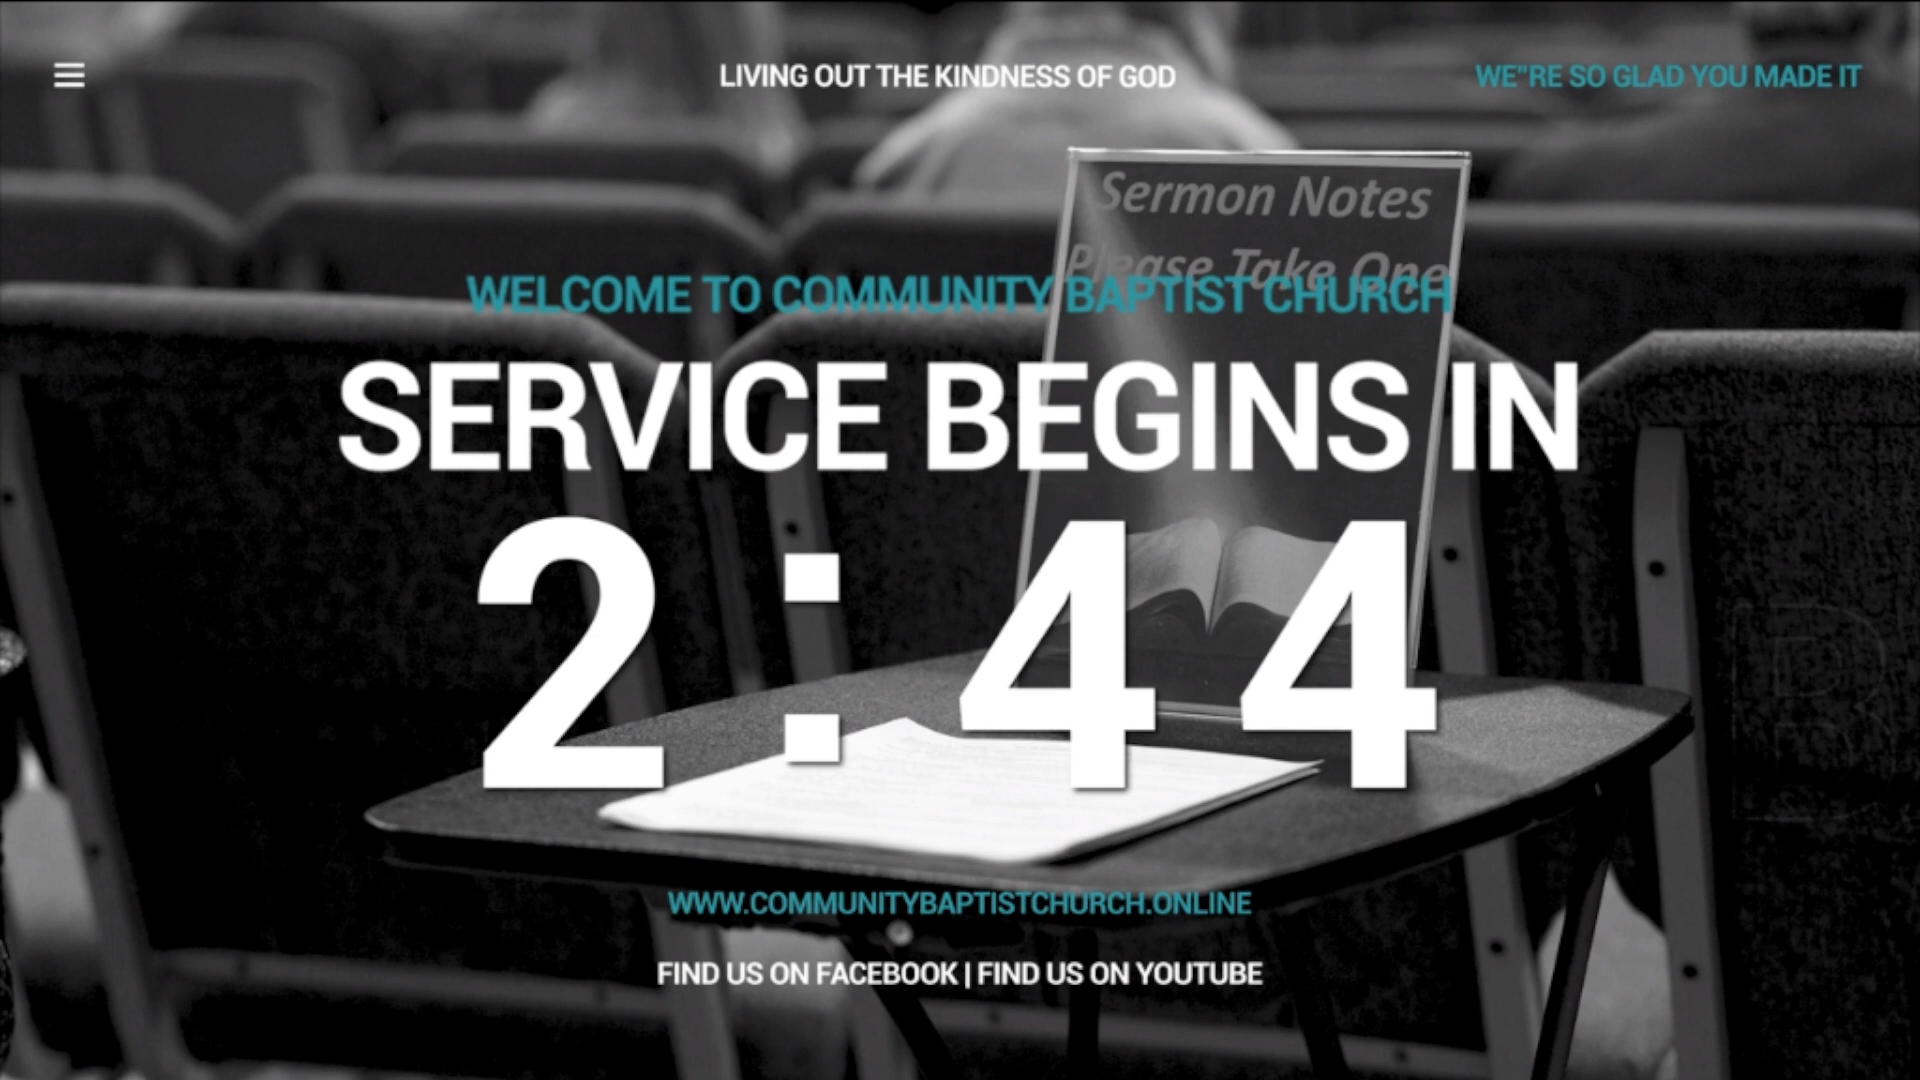 LIVING OUT THE KINDNESS OF GOD
WE"RE SO GLAD YOU MADE IT
Sermon Notes
Please Take One
WELCOME TO COMMUNITY BAPTIST CHURCH
SERVICE BEGINS IN
2:44
WWW.COMMUNITYBAPTISTCHURCH.ONLINE
FIND US ON FACEBOOK | FIND US ON YOUTUBE